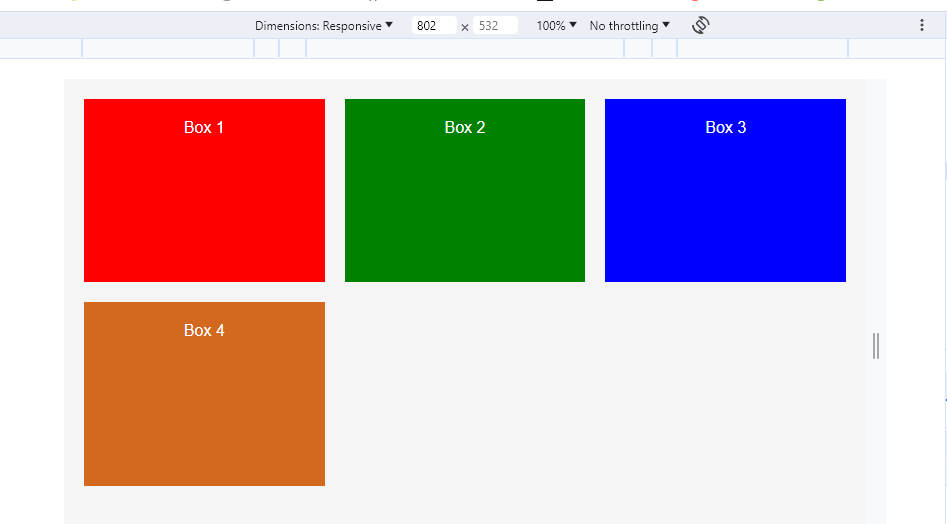 Dimensions: Responsive ▼ 802 × 532 100% ▼ No throttling ▼
Box 1 Box 2 Box 3
Box 4